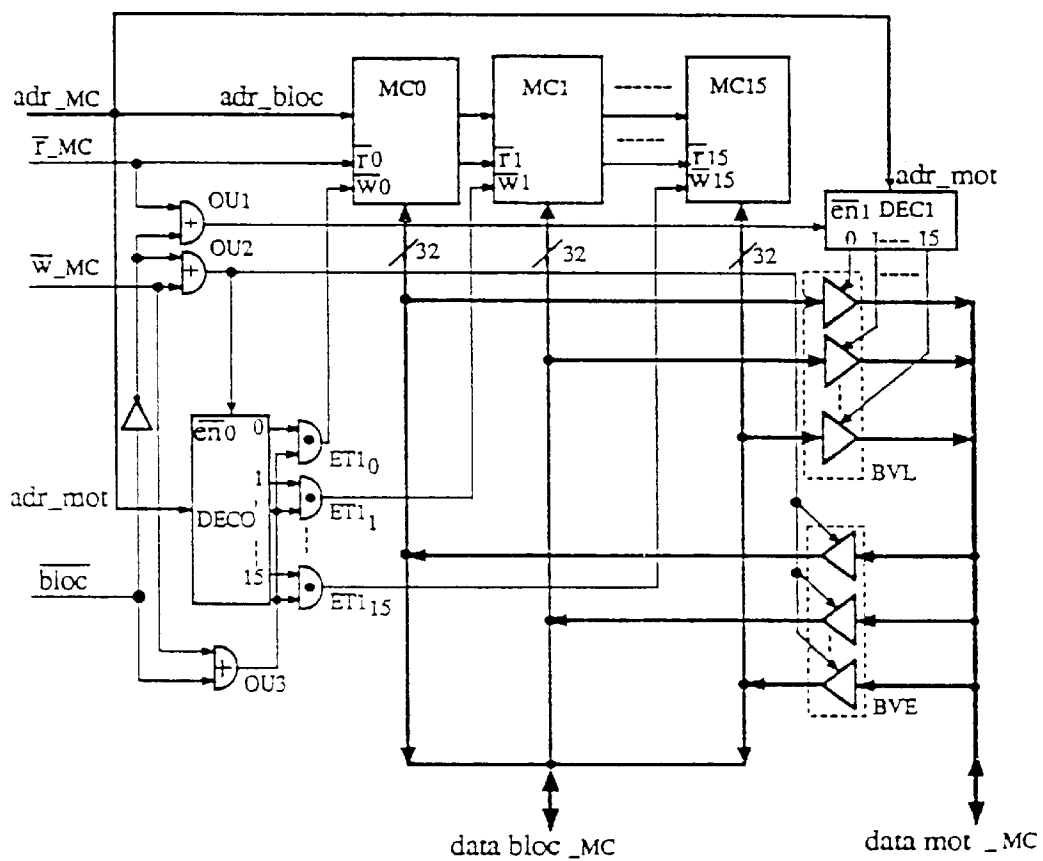 MC0
MC1
MC15
adr_MC
adr_bloc
r_MC
r0
r1
r15
w0
w1
w15
adr_mot
OU1
en1 DEC1
0 1 15
OU2
32
32
32
w_MC
en0
0
ET1 0
BVL
1
adr_mot
DECO
ET1 1
15
bloc
ET1 15
OU3
BVE
data bloc _MC
data mot _MC